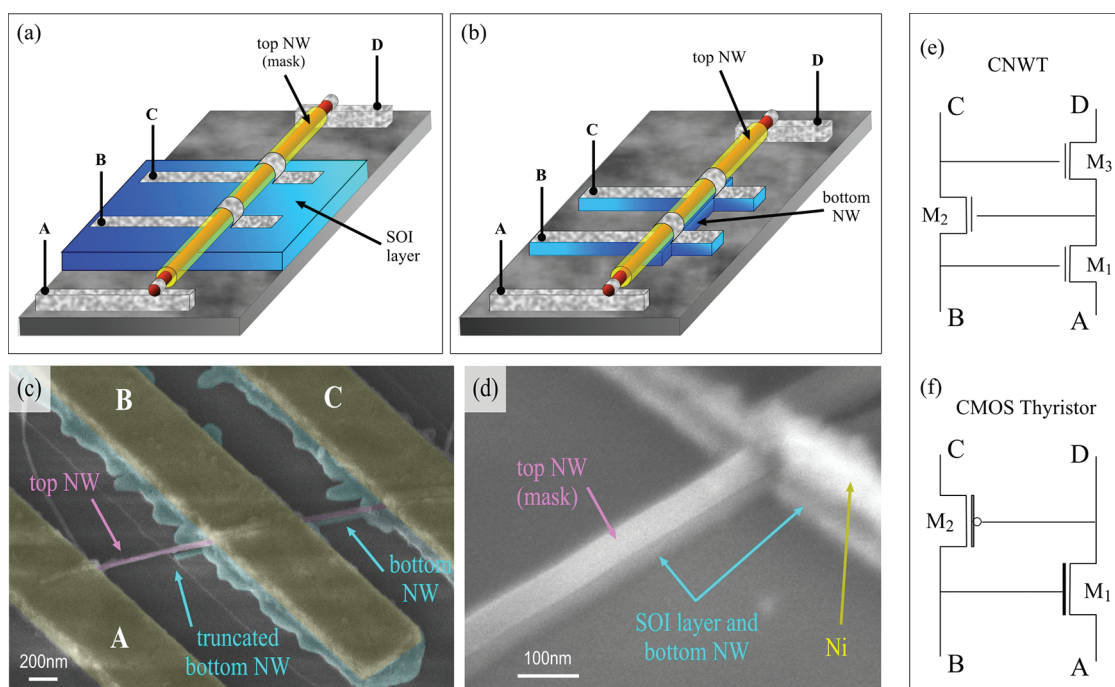 (a)
top NW
(mask)
D
C
B
A
SOI
layer
(b)
top NW
D
C
B
A
bottom
NW
(c)
B
C
top NW
bottom
NW
truncated
bottom NW
A
200nm
(d)
top NW
(mask)
SOI layer and
bottom NW
Ni
100nm
(e)
CNWT
C
D
M3
M2
M1
B
A
(f)
CMOS Thyristor
C
D
M2
M1
B
A